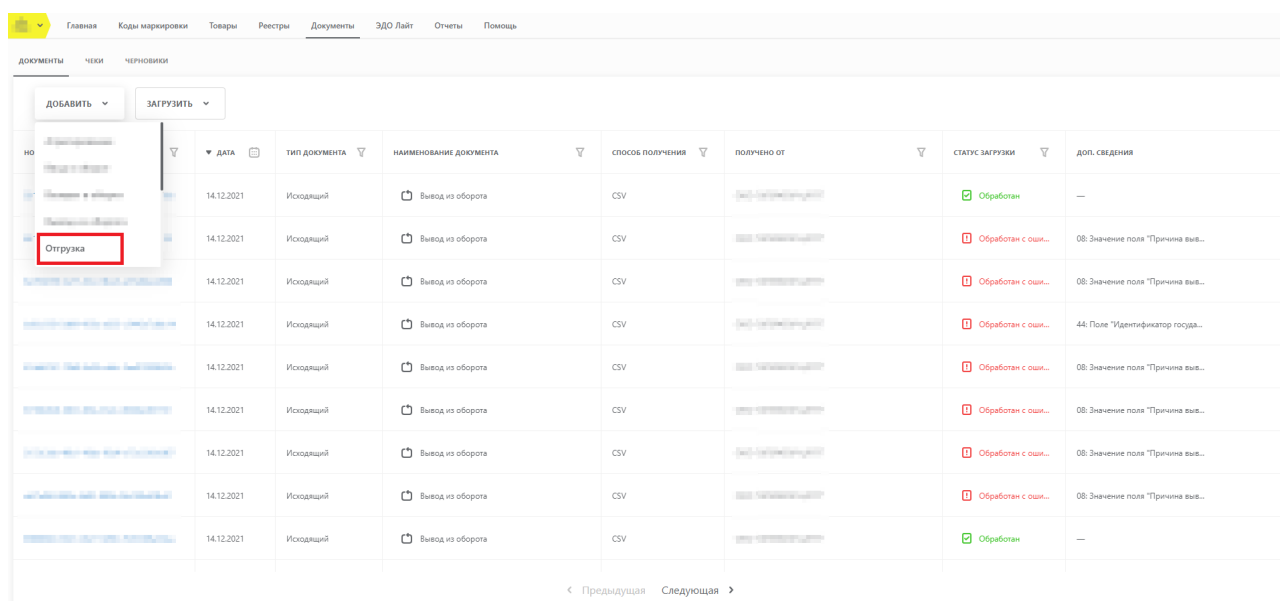 Главная Коды маркировки Товары Реестры Документы ЭДО Лайт Отчеты Помощь
ДОКУМЕНТЫ ЧЕКИ ЧЕРНОВИКИ
ДОБАВИТЬ ЗАГРУЗИТЬ
НО ДАТА ТИП ДОКУМЕНТА НАИМЕНОВАНИЕ ДОКУМЕНТА СПОСОБ ПОЛУЧЕНИЯ ПОЛУЧЕНО ОТ СТАТУС ЗАГРУЗКИ ДОП. СВЕДЕНИЯ
14.12.2021 Исходящий Вывод из оборота CSV Обработан —
Отгрузка
14.12.2021 Исходящий Вывод из оборота CSV Обработан с оши... 08: Значение поля "Причина выв...
14.12.2021 Исходящий Вывод из оборота CSV Обработан с оши... 08: Значение поля "Причина выв...
14.12.2021 Исходящий Вывод из оборота CSV Обработан с оши... 44: Поле "Идентификатор госуда...
14.12.2021 Исходящий Вывод из оборота CSV Обработан с оши... 08: Значение поля "Причина выв...
14.12.2021 Исходящий Вывод из оборота CSV Обработан с оши... 08: Значение поля "Причина выв...
14.12.2021 Исходящий Вывод из оборота CSV Обработан с оши... 08: Значение поля "Причина выв...
14.12.2021 Исходящий Вывод из оборота CSV Обработан с оши... 08: Значение поля "Причина выв...
14.12.2021 Исходящий Вывод из оборота CSV Обработан —
Предыдущая Следующая